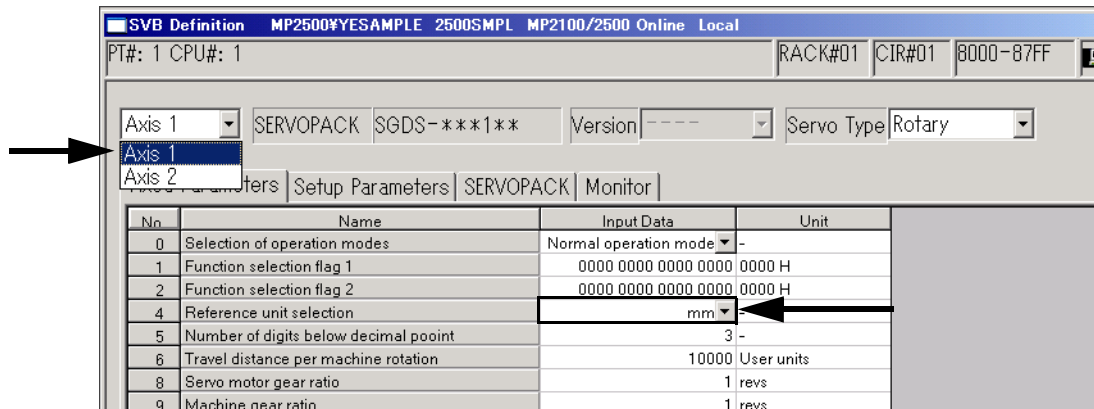 SVB Definition MP2500¥YESAMPLE 2500SMPL MP2100/2500 Online Local
PT#: 1 CPU#: 1 RACK#01 CIR#01 8000-87FF
Axis 1 SERVOPACK SGDS-***1** Version ---- Servo Type Rotary
Axis 1
Axis 2
Parameters Setup Parameters SERVOPACK Monitor
No Name Input Data Unit
0 Selection of operation modes Normal operation mode -
1 Function selection flag 1 0000 0000 0000 0000 0000 H
2 Function selection flag 2 0000 0000 0000 0000 0000 H
4 Reference unit selection mm -
5 Number of digits below decimal pooint 3 -
6 Travel distance per machine rotation 10000 User units
8 Servo motor gear ratio 1 revs
9 Machine gear ratio 1 revs